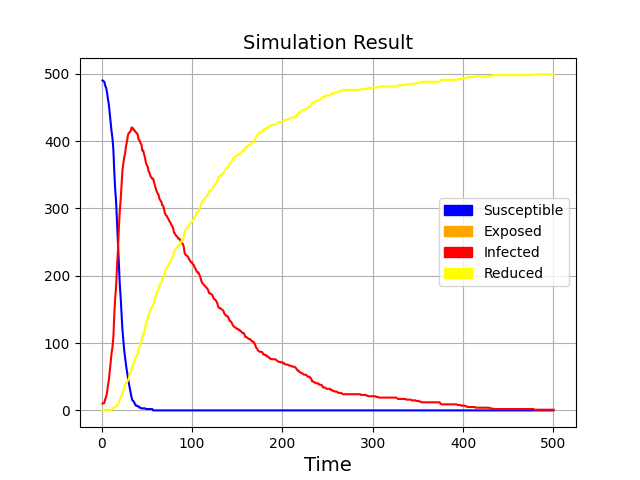 Simulation Result
500
400
300
200
100
0
Susceptible
Exposed
Infected
Reduced
0 100 200 300 400 500
Time